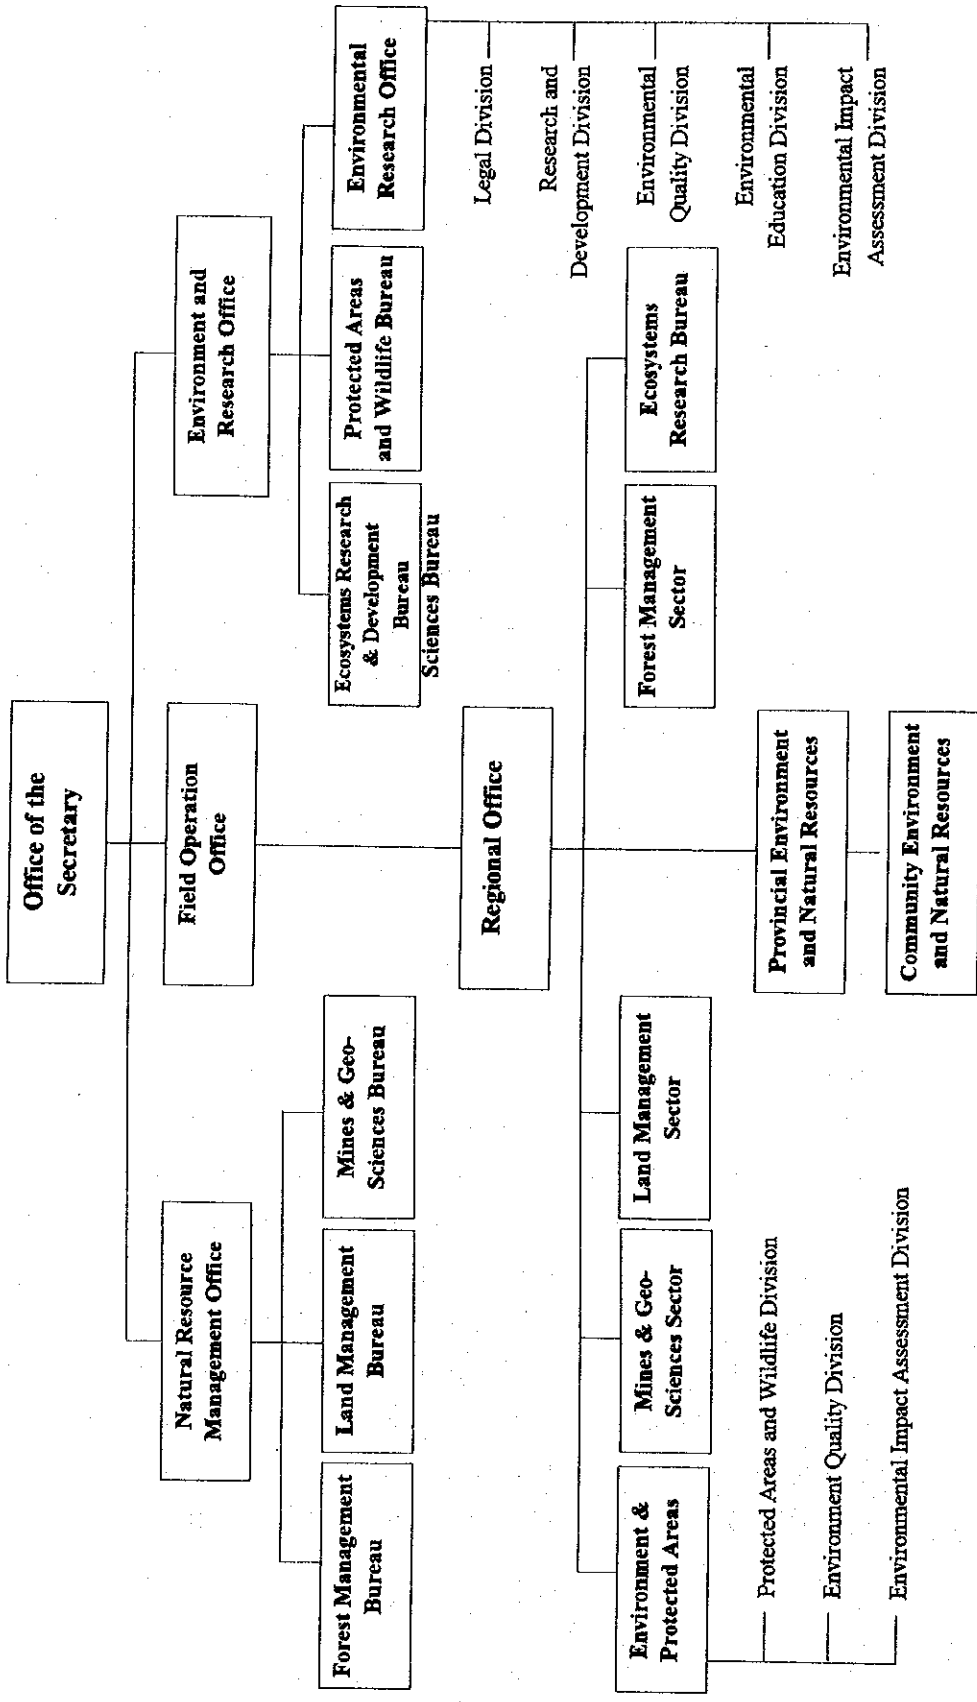 Office of the
Secretary
Natural Resource
Management Office
Field Operation
Office
Environment and
Research Office
Forest Management
Bureau
Land Management
Bureau
Mines & Geo-
Sciences Bureau
Ecosystems Research
& Development
Bureau
Sciences Bureau
Protected Areas
and Wildlife Bureau
Environmental
Research Office
Legal Division
Research and
Development Division
Environmental
Quality Division
Environmental
Education Division
Environmental Impact
Assessment Division
Regional Office
Environment &
Protected Areas
Mines & Geo-
Sciences Sector
Land Management
Sector
Forest Management
Sector
Ecosystems
Research Bureau
Protected Areas and Wildlife Division
Environment Quality Division
Environmental Impact Assessment Division
Provincial Environment
and Natural Resources
Community Environment
and Natural Resources